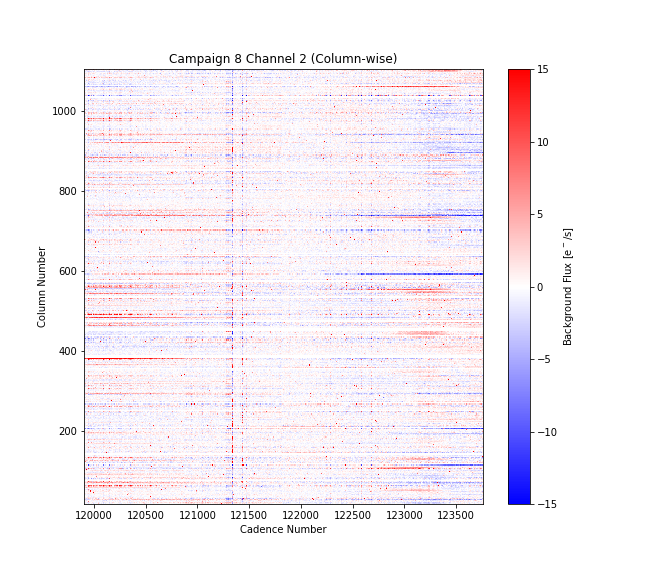 Campaign 8 Channel 2 (Column-wise)
Column Number
1000
800
600
400
200
120000 120500 121000 121500 122000 122500 123000 123500
Cadence Number
15
10
5
0
−5
−10
−15
Background Flux [e⁻/s]